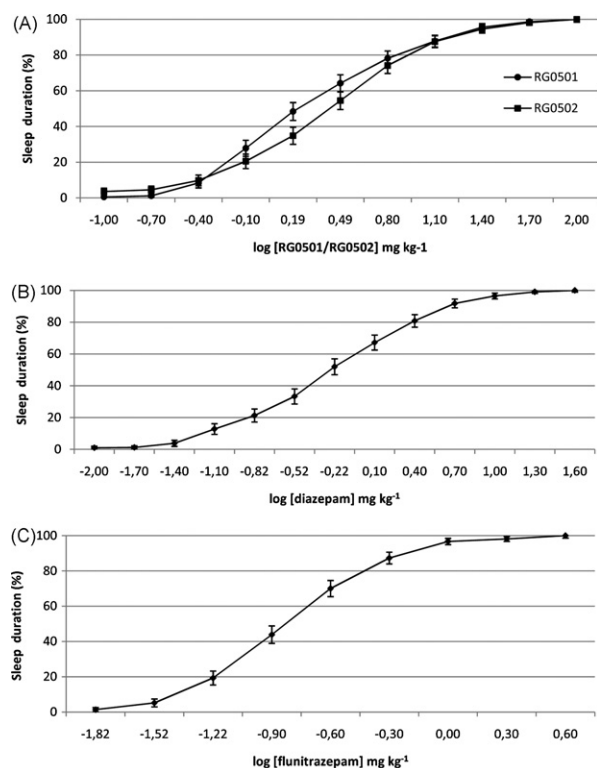 (A)
100
80
60
40
20
0
Sleep duration (%)
RG0501
RG0502
-1,00 -0,70 -0,40 -0,10 0,19 0,49 0,80 1,10 1,40 1,70 2,00
log [RG0501/RG0502] mg kg-1
(B)
100
80
60
40
20
0
Sleep duration (%)
-2,00 -1,70 -1,40 -1,10 -0,82 -0,52 -0,22 0,10 0,40 0,70 1,00 1,30 1,60
log [diazepam] mg kg⁻¹
(C)
100
80
60
40
20
0
Sleep duration (%)
-1,82 -1,52 -1,22 -0,90 -0,60 -0,30 0,00 0,30 0,60
log [flunitrazepam] mg kg⁻¹